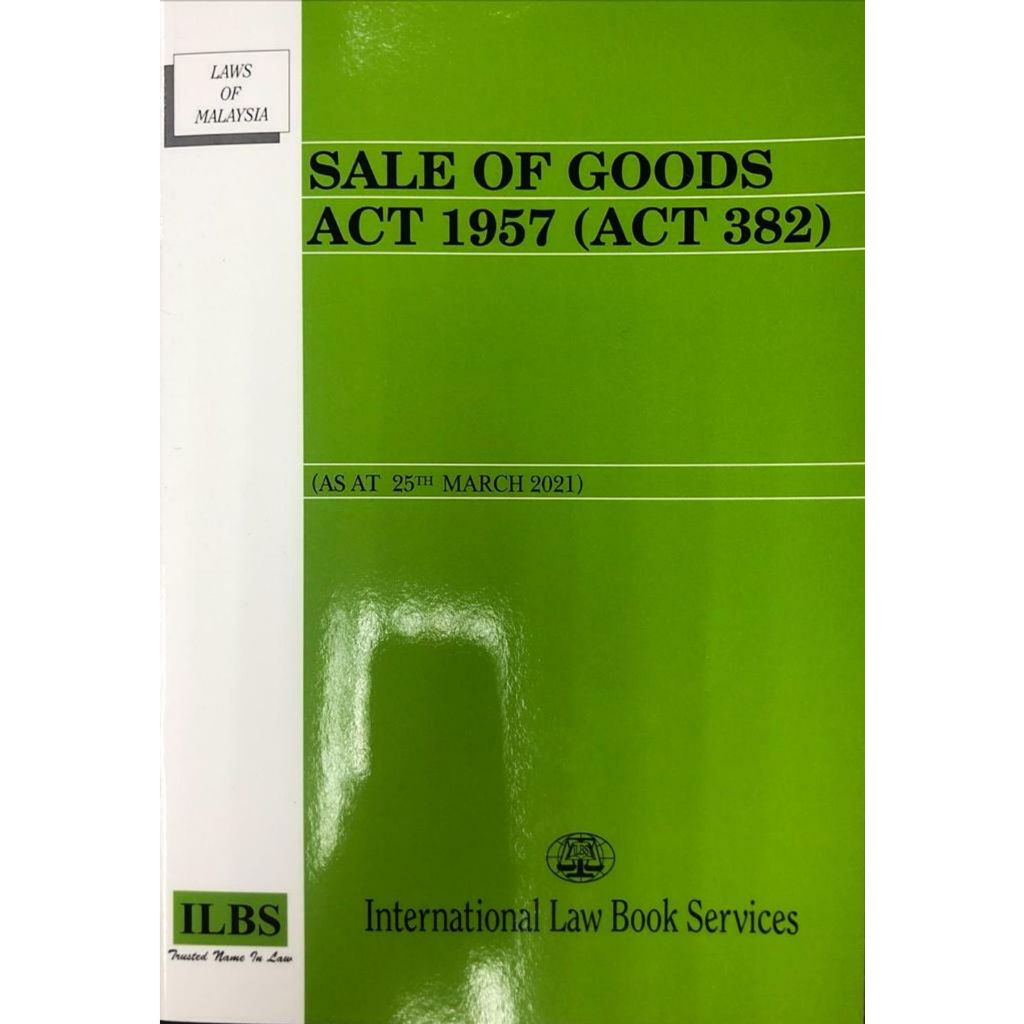 LAWS
OF
MALAYSIA
SALE OF GOODS
ACT 1957 (ACT 382)
(AS AT 25TH MARCH 2021)
ILBS
International Law Book Services
ILBS
Trusted Name In Law